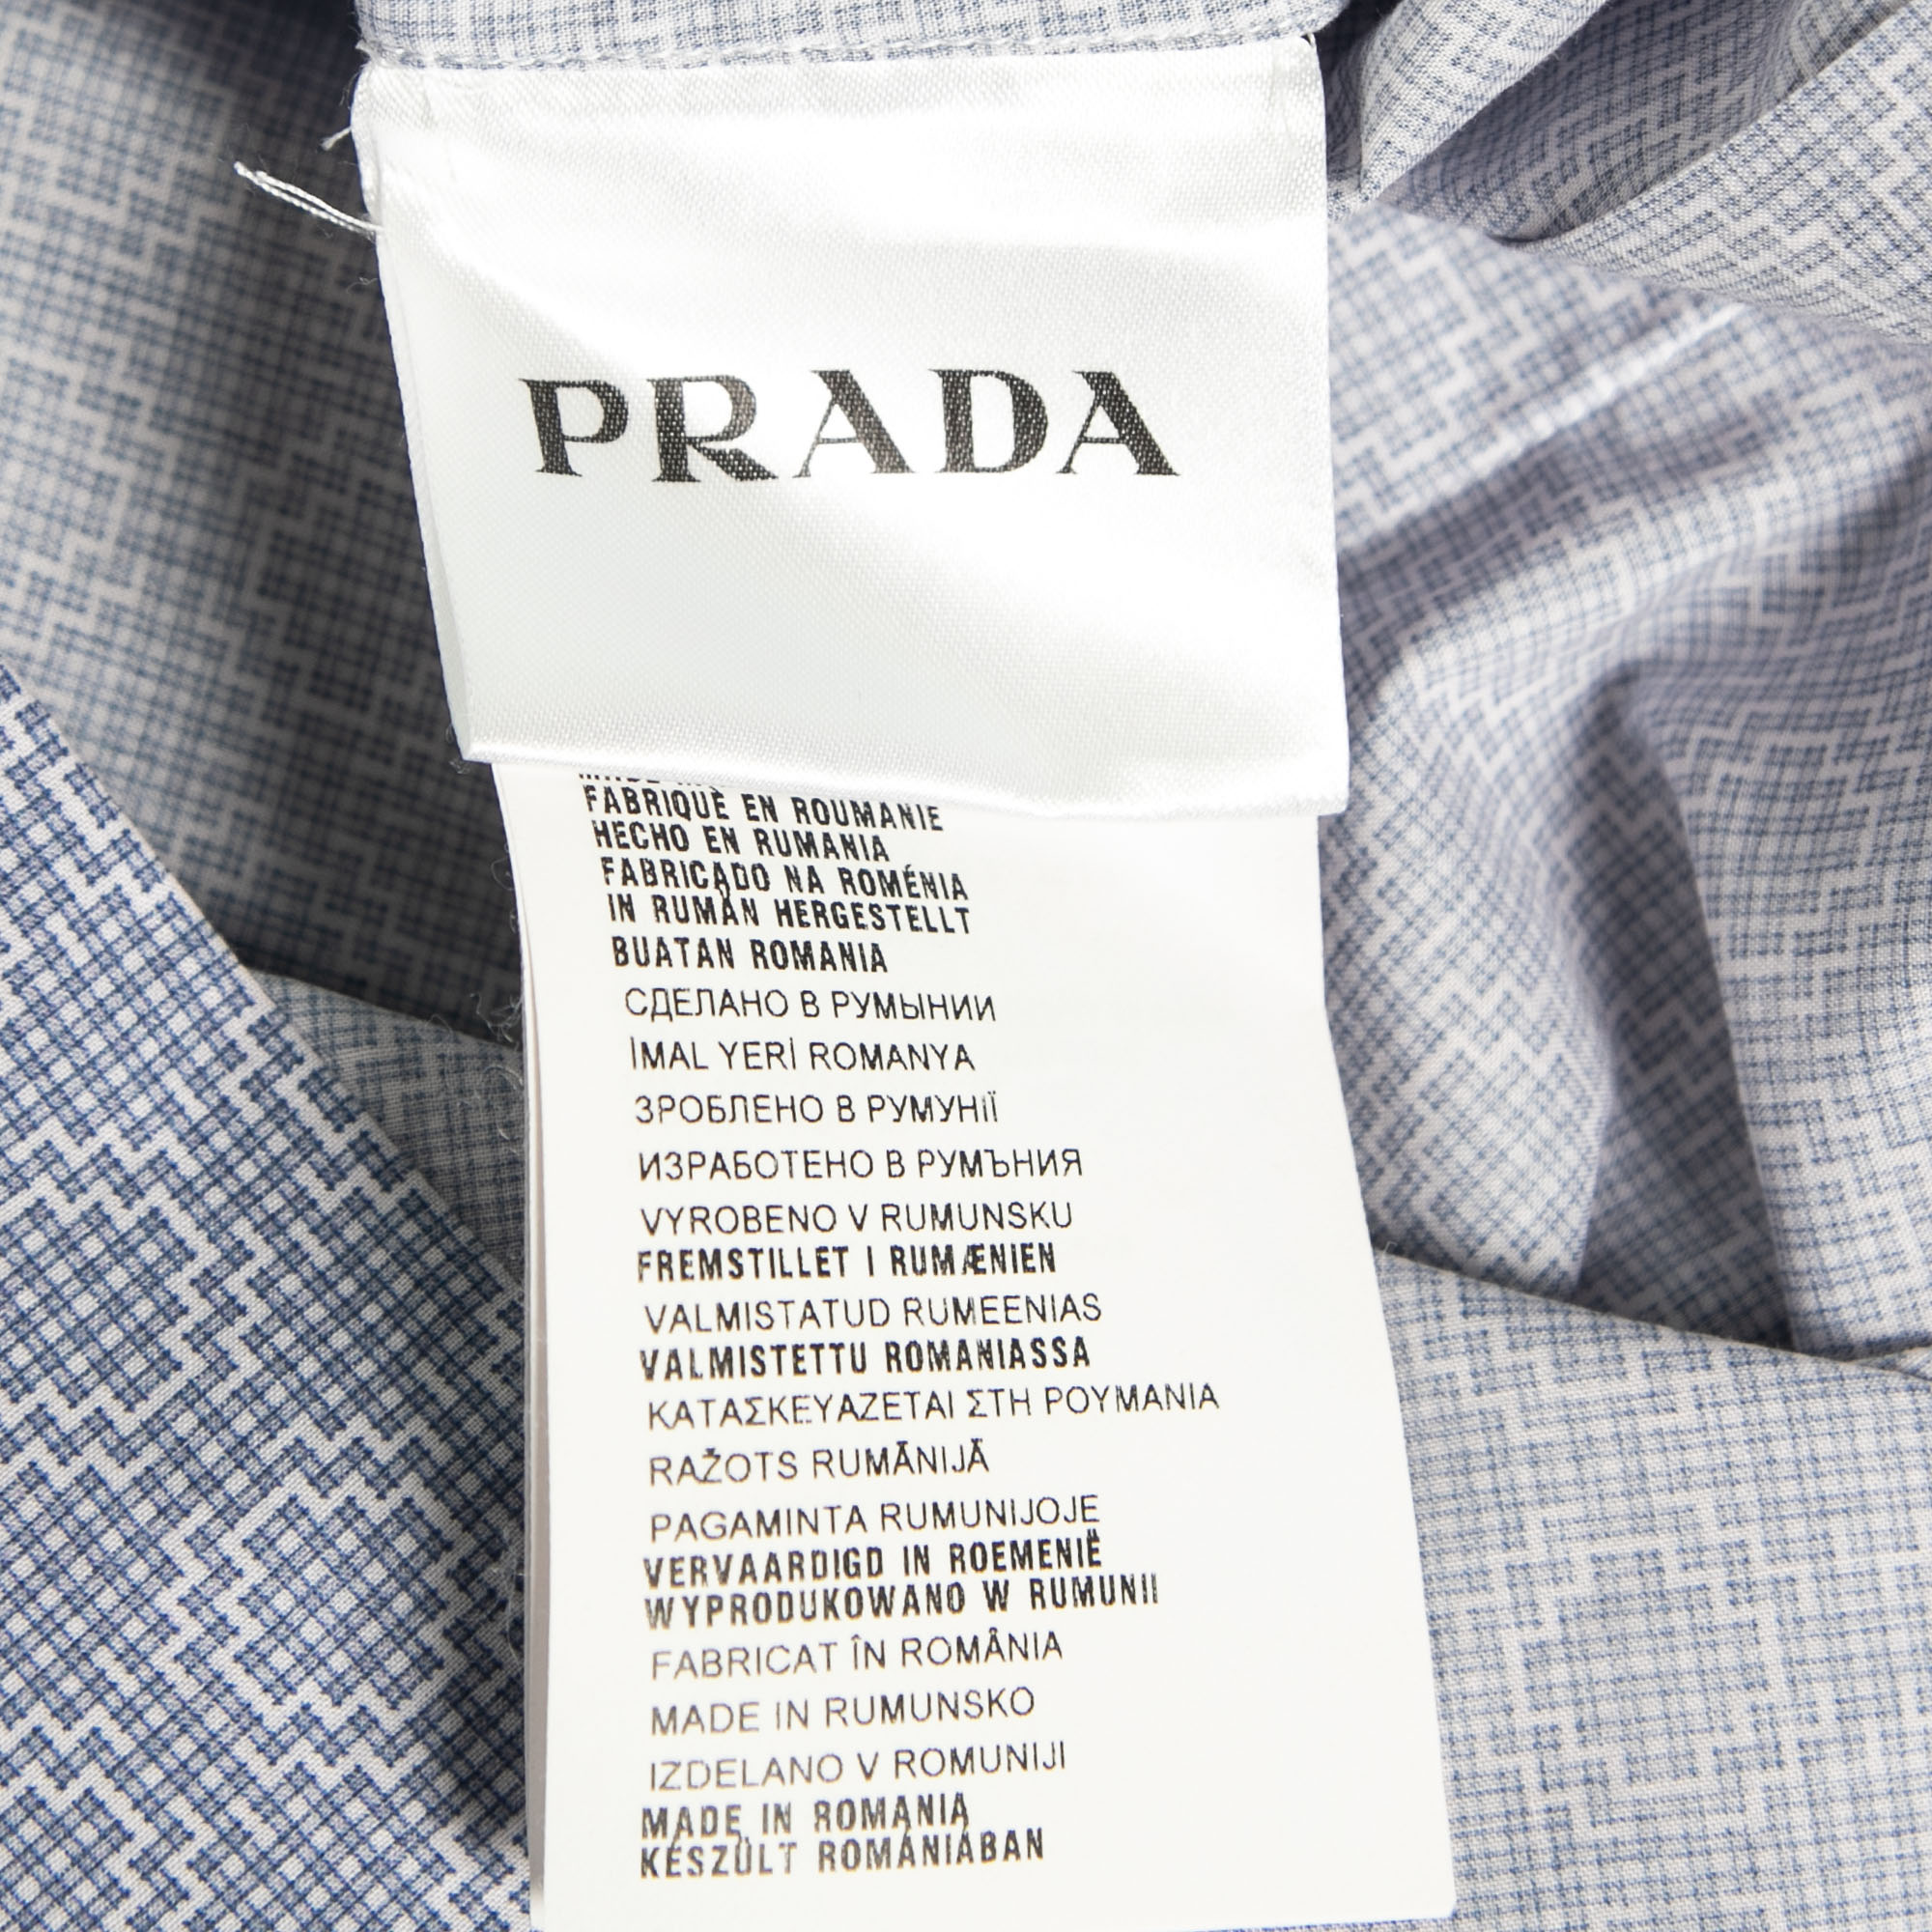 PRADA
FABRIQUÈ EN ROUMANIE
HECHO EN RUMANIA
FABRICADO NA ROMÉNIA
IN RUMÄN HERGESTELLT
BUATAN ROMANIA
СДЕЛАНО В РУМЫНИИ
İMAL YERİ ROMANYA
ЗРОБЛЕНО В РУМУНІЇ
ИЗРАБОТЕНО В РУМЪНИЯ
VYROBENO V RUMUNSKU
FREMSTILLET I RUMÆNIEN
VALMISTATUD RUMEENIAS
VALMISTETTU ROMANIASSA
ΚΑΤΑΣΚΕΥΑΖΕΤΑΙ ΣΤΗ ΡΟΥΜΑΝΙΑ
RAŽOTS RUMĀNIJĀ
PAGAMINTA RUMUNIJOJE
VERVAARDIGD IN ROEMENIË
WYPRODUKOWANO W RUMUNII
FABRICAT ÎN ROMÂNIA
MADE IN RUMUNSKO
IZDELANO V ROMUNIJI
MADE IN ROMANIA
KÉSZÜLT ROMÁNIÁBAN